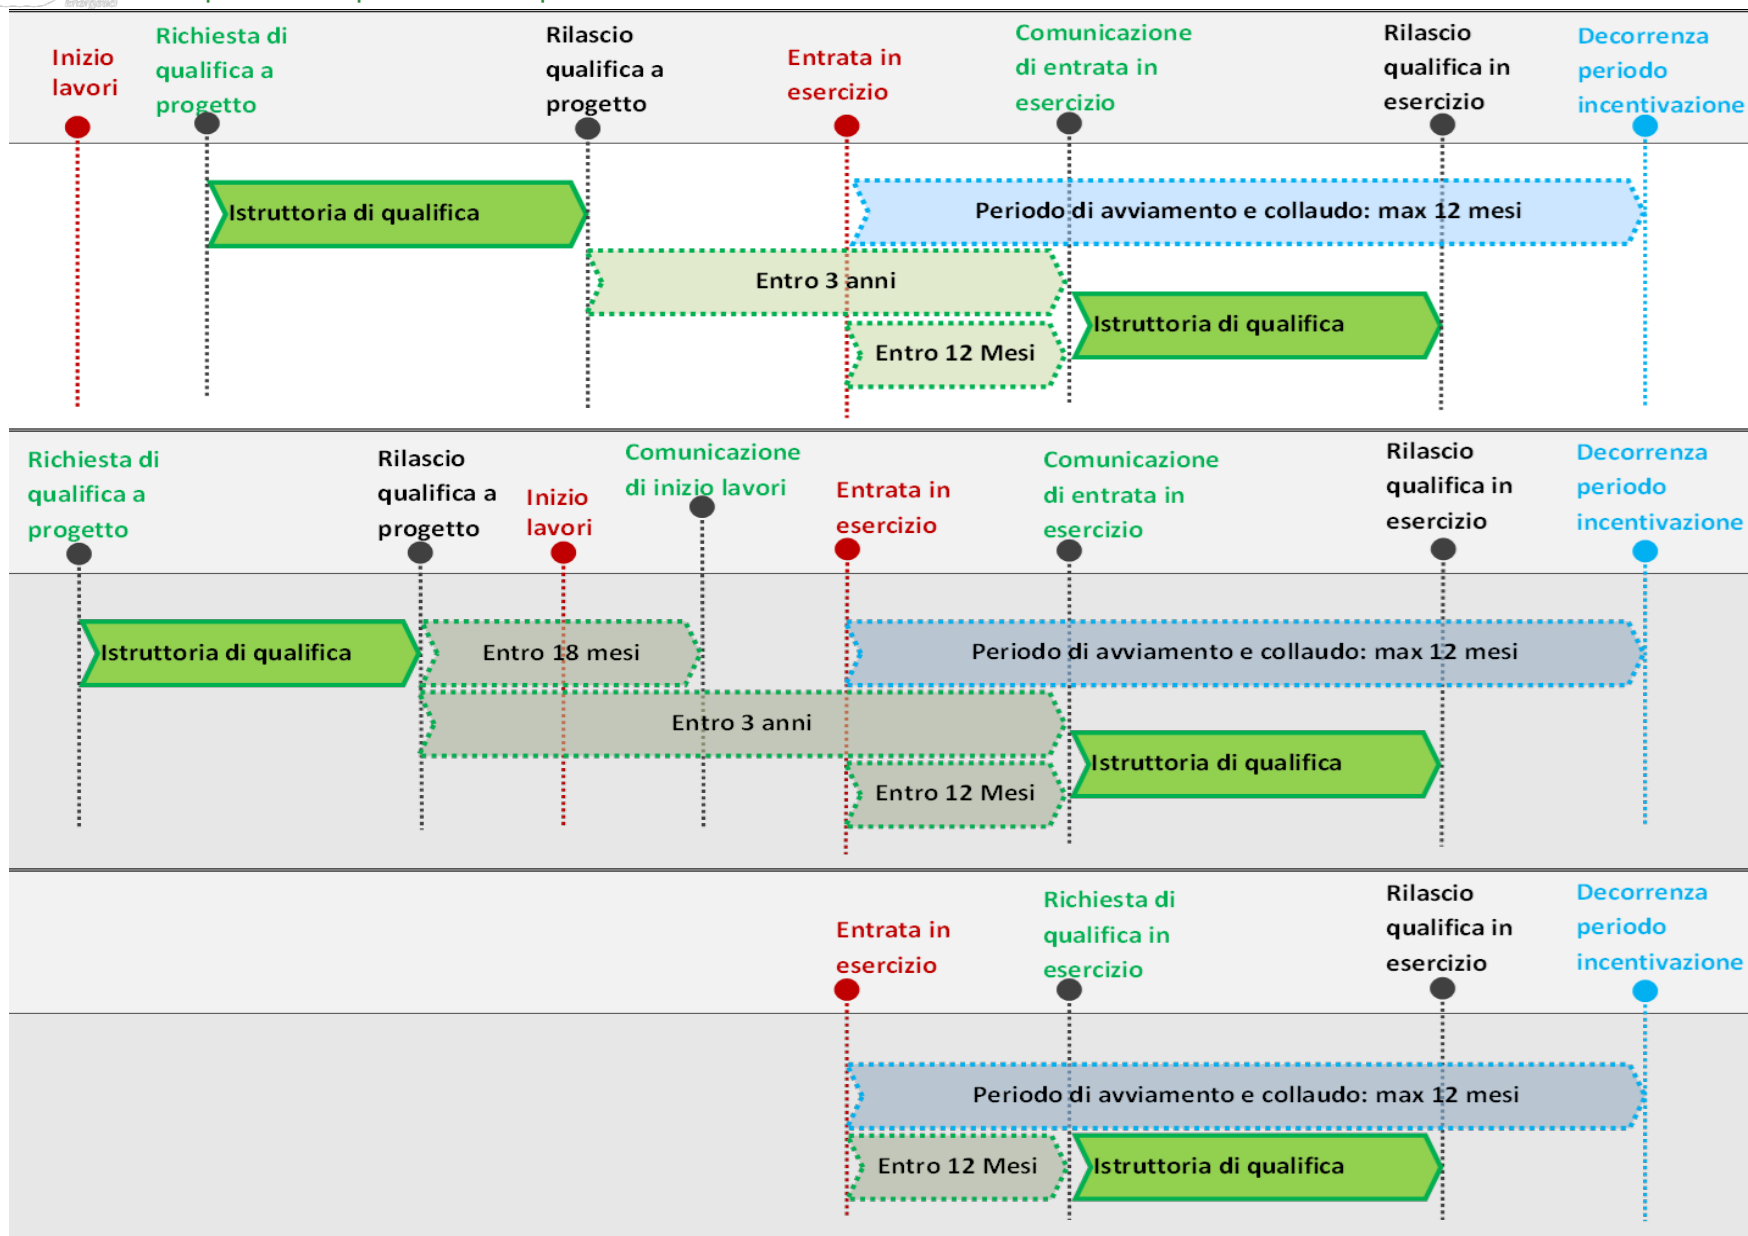 Inizio
lavori
Richiesta di
qualifica a
progetto
Rilascio
qualifica a
progetto
Entrata in
esercizio
Comunicazione
di entrata in
esercizio
Rilascio
qualifica in
esercizio
Decorrenza
periodo
incentivazione
Istruttoria di qualifica
Periodo di avviamento e collaudo: max 12 mesi
Entro 3 anni
Istruttoria di qualifica
Entro 12 Mesi
Richiesta di
qualifica a
progetto
Rilascio
qualifica a
progetto
Inizio
lavori
Comunicazione
di inizio lavori
Entrata in
esercizio
Comunicazione
di entrata in
esercizio
Rilascio
qualifica in
esercizio
Decorrenza
periodo
incentivazione
Istruttoria di qualifica
Entro 18 mesi
Periodo di avviamento e collaudo: max 12 mesi
Entro 3 anni
Istruttoria di qualifica
Entro 12 Mesi
Entrata in
esercizio
Richiesta di
qualifica in
esercizio
Rilascio
qualifica in
esercizio
Decorrenza
periodo
incentivazione
Periodo di avviamento e collaudo: max 12 mesi
Entro 12 Mesi
Istruttoria di qualifica